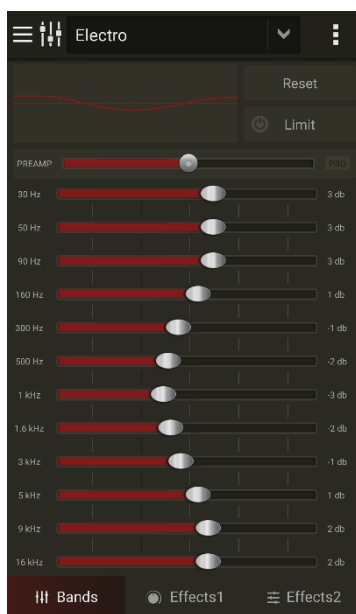 Electro
Reset
Limit
PREAMP PRO
30 Hz 3 db
50 Hz 3 db
90 Hz 3 db
160 Hz 1 db
300 Hz -1 db
500 Hz -2 db
1 kHz -3 db
1.6 kHz -2 db
3 kHz -1 db
5 kHz 1 db
9 kHz 2 db
16 kHz 2 db
Bands Effects1 Effects2